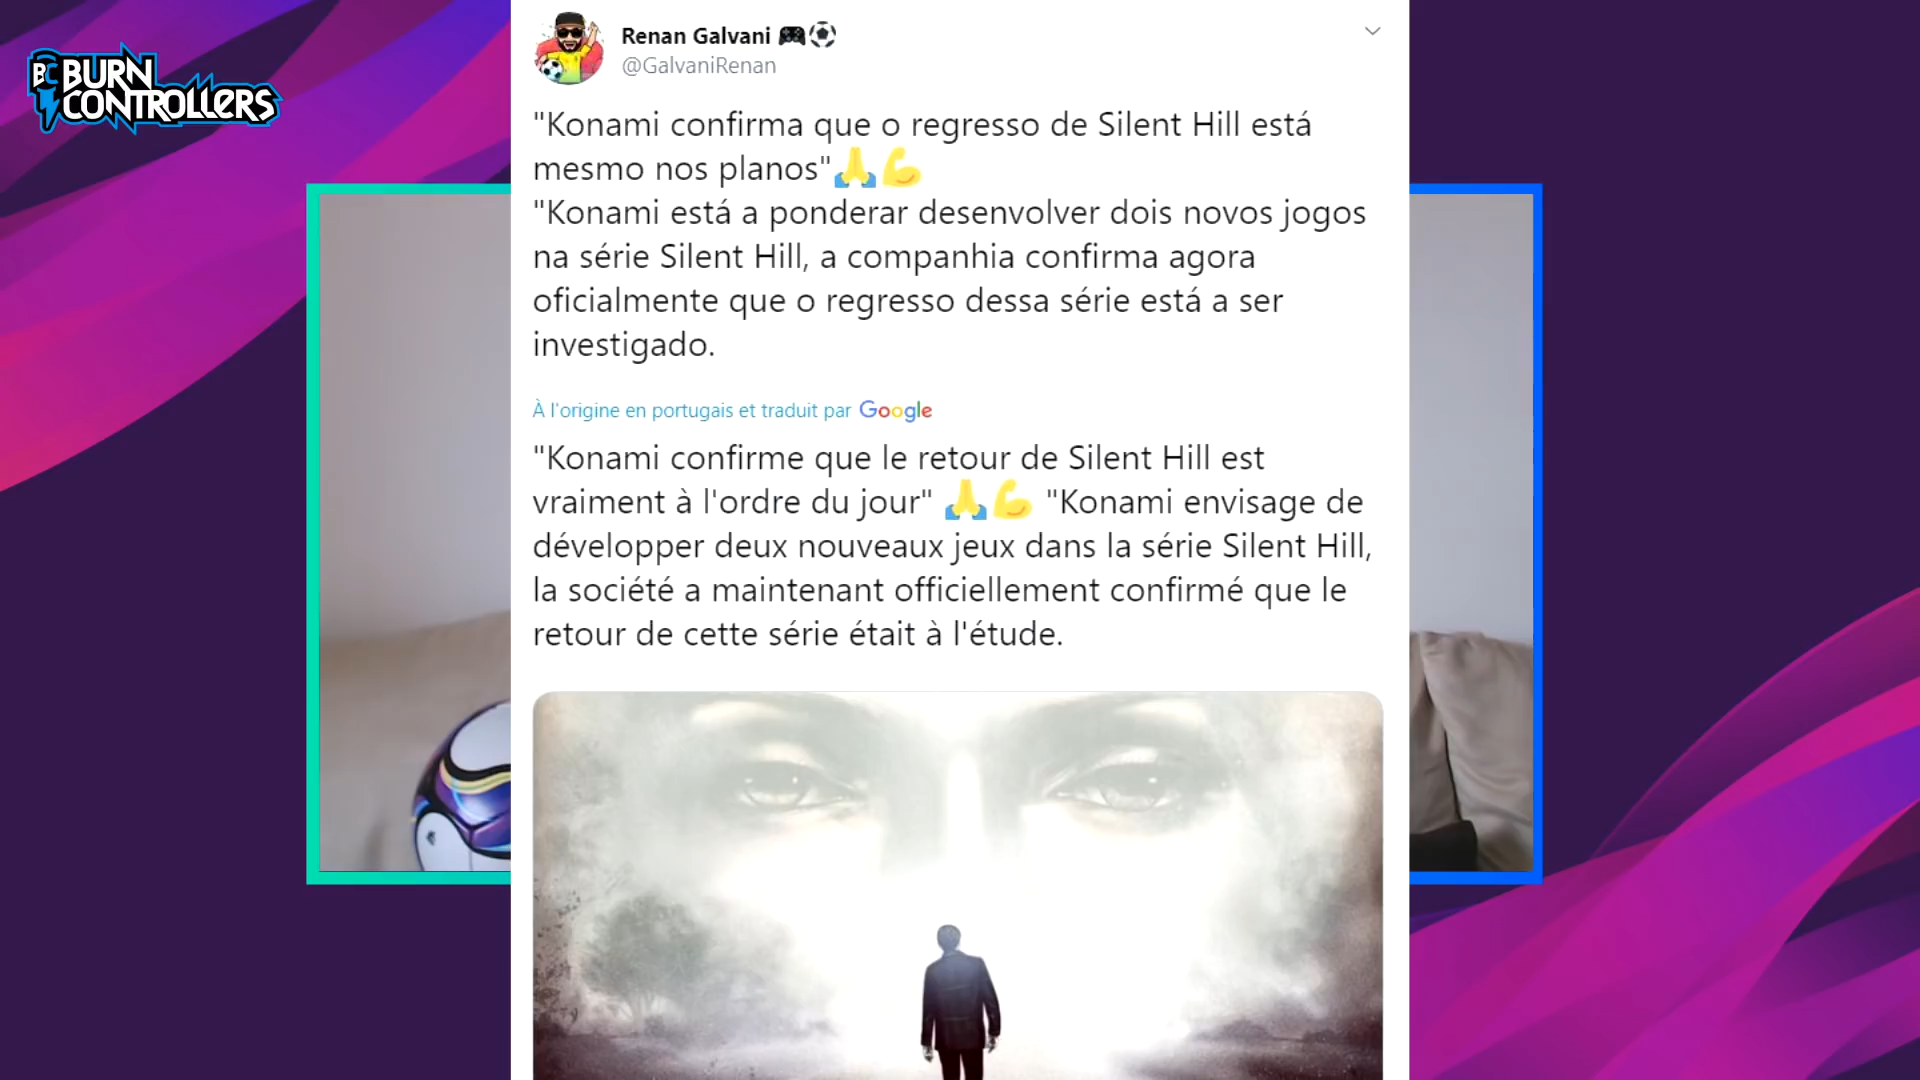 BC BURN
CONTROLLERS
Renan Galvani
@GalvaniRenan
"Konami confirma que o regresso de Silent Hill está
mesmo nos planos"🙏💪
"Konami está a ponderar desenvolver dois novos jogos
na série Silent Hill, a companhia confirma agora
oficialmente que o regresso dessa série está a ser
investigado.
À l'origine en portugais et traduit par Google
"Konami confirme que le retour de Silent Hill est
vraiment à l'ordre du jour" 🙏💪 "Konami envisage de
développer deux nouveaux jeux dans la série Silent Hill,
la société a maintenant officiellement confirmé que le
retour de cette série était à l'étude.